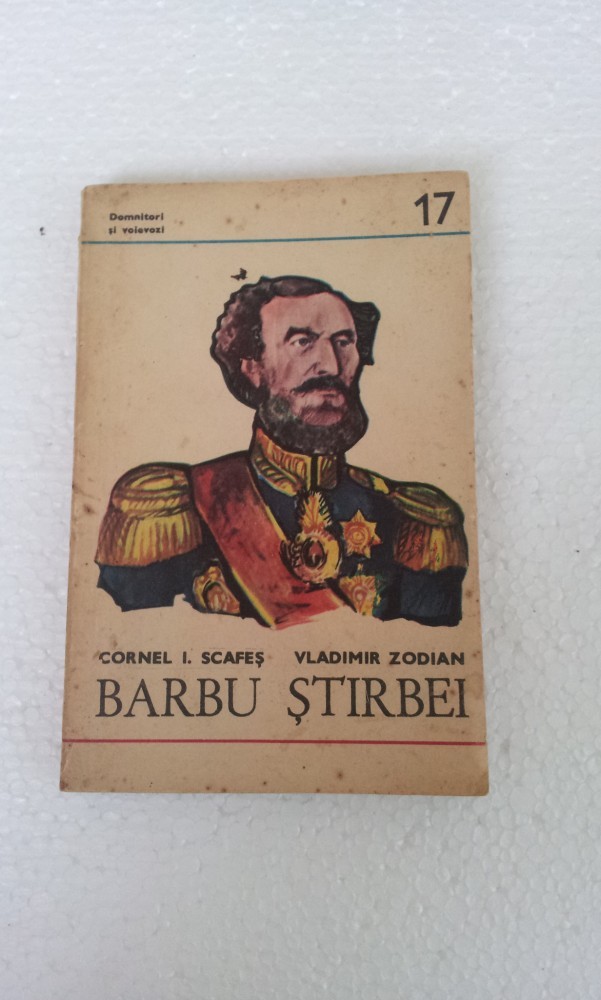 Domnitori
și voievozi
17
CORNEL I. SCAFEȘ VLADIMIR ZODIAN
BARBU ȘTIRBEI